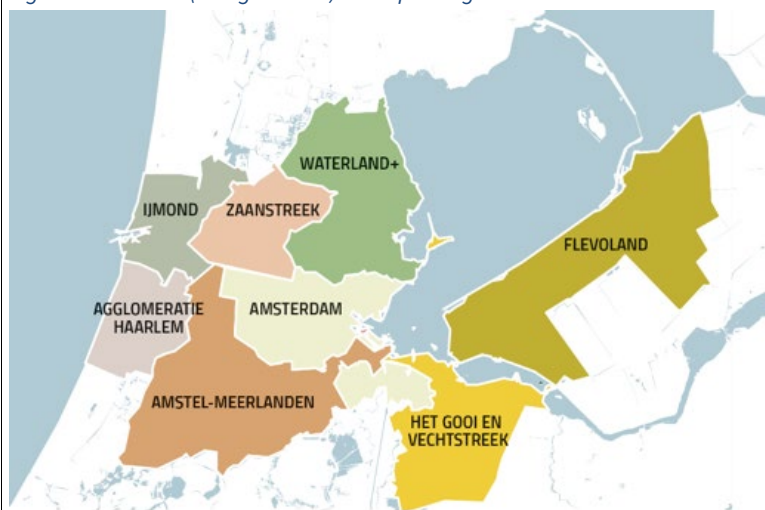 WATERLAND+
IJMOND
ZAANSTREEK
FLEVOLAND
AGGLOMERATIE
HAARLEM
AMSTERDAM
AMSTEL-MEERLANDEN
HET GOOI EN
VECHTSTREEK